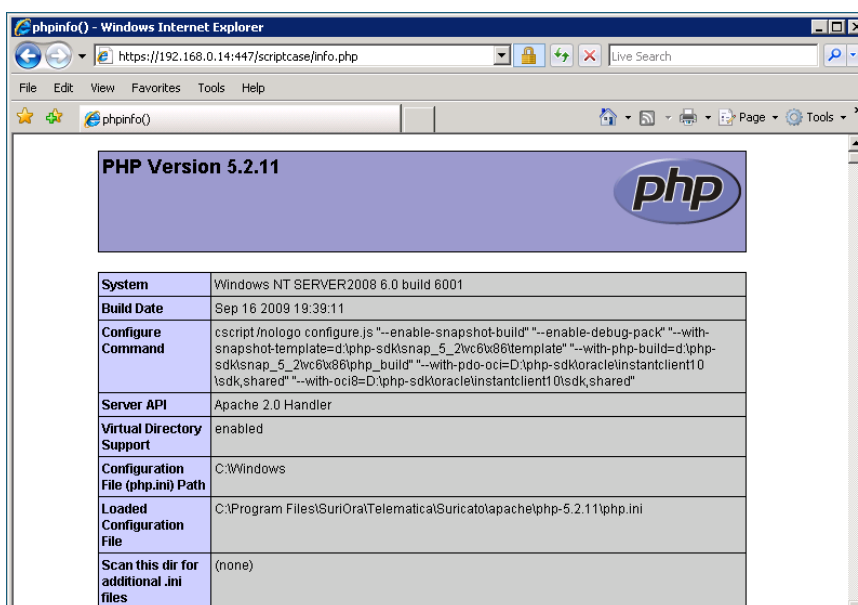 phpinfo() - Windows Internet Explorer
https://192.168.0.14:447/scriptcase/info.php
Live Search
File Edit View Favorites Tools Help
phpinfo()
Page Tools
PHP Version 5.2.11
php
System Windows NT SERVER2008 6.0 build 6001
Build Date Sep 16 2009 19:39:11
Configure Command cscript /nologo configure.js "--enable-snapshot-build" "--enable-debug-pack" "--with-
snapshot-template=d:\php-sdk\snap_5_2\vc6\x86\template" "--with-php-build=d:\php-
sdk\snap_5_2\vc6\x86\php_build" "--with-pdo-oci=D:\php-sdk\oracle\instantclient10
\sdk,shared" "--with-oci8=D:\php-sdk\oracle\instantclient10\sdk,shared"
Server API Apache 2.0 Handler
Virtual Directory
Support
enabled
Configuration
File (php.ini) Path
C:\Windows
Loaded
Configuration
File
C:\Program Files\SuriOra\Telematica\Suricato\apache\php-5.2.11\php.ini
Scan this dir for
additional .ini
files
(none)